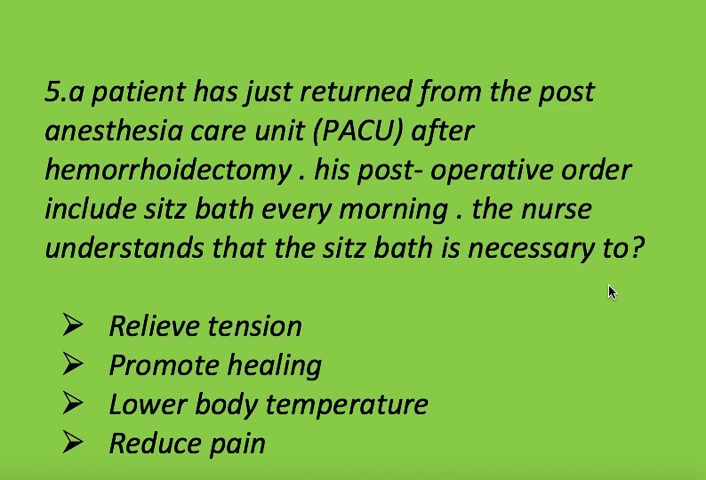 5.a patient has just returned from the post
anesthesia care unit (PACU) after
hemorrhoidectomy . his post- operative order
include sitz bath every morning . the nurse
understands that the sitz bath is necessary to?
➢ Relieve tension
➢ Promote healing
➢ Lower body temperature
➢ Reduce pain